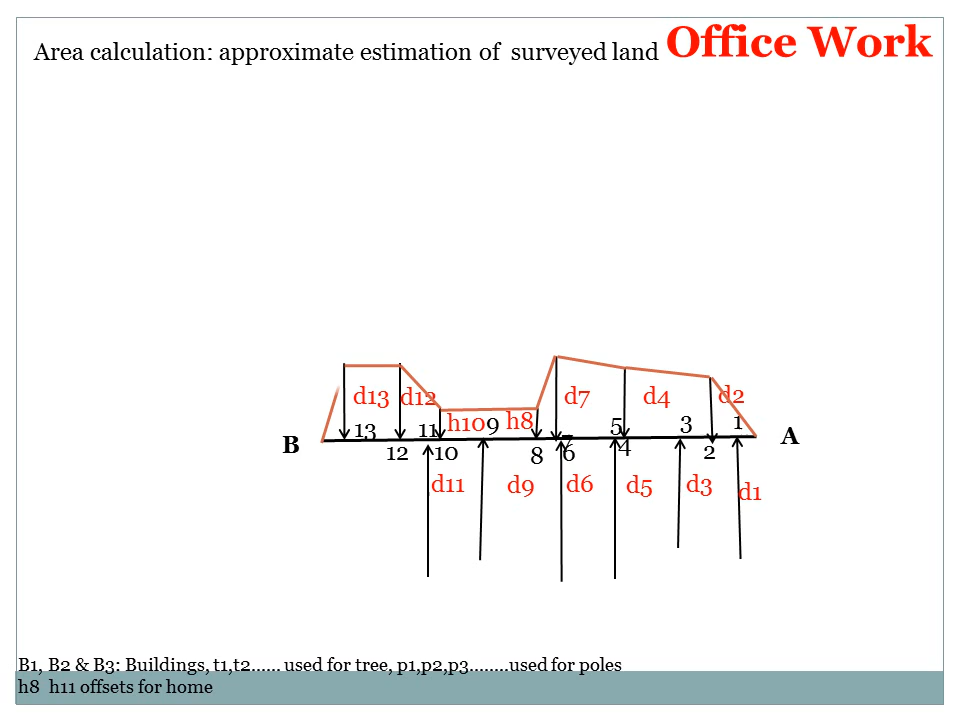 Area calculation: approximate estimation of surveyed land
Office Work
d13 d12 d7 d4 d2
h10 9 h8 5 3 1
13 11 7 A
B 12 10 8 6 4 2
d11 d9 d6 d5 d3 d1
B1, B2 & B3: Buildings, t1,t2...... used for tree, p1,p2,p3........used for poles
h8 h11 offsets for home